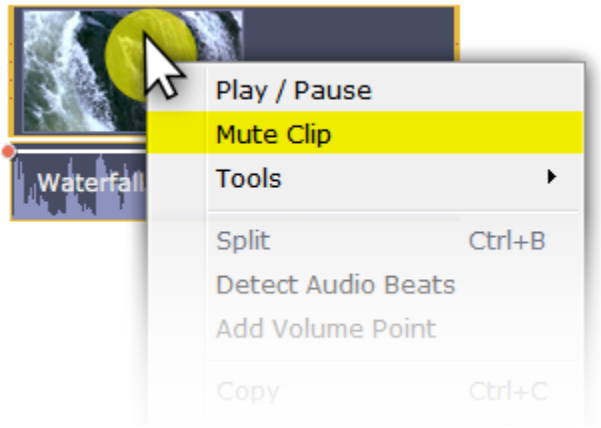 Play / Pause
Mute Clip
Waterfall
Tools
Split Ctrl+B
Detect Audio Beats
Add Volume Point
Copy Ctrl+C